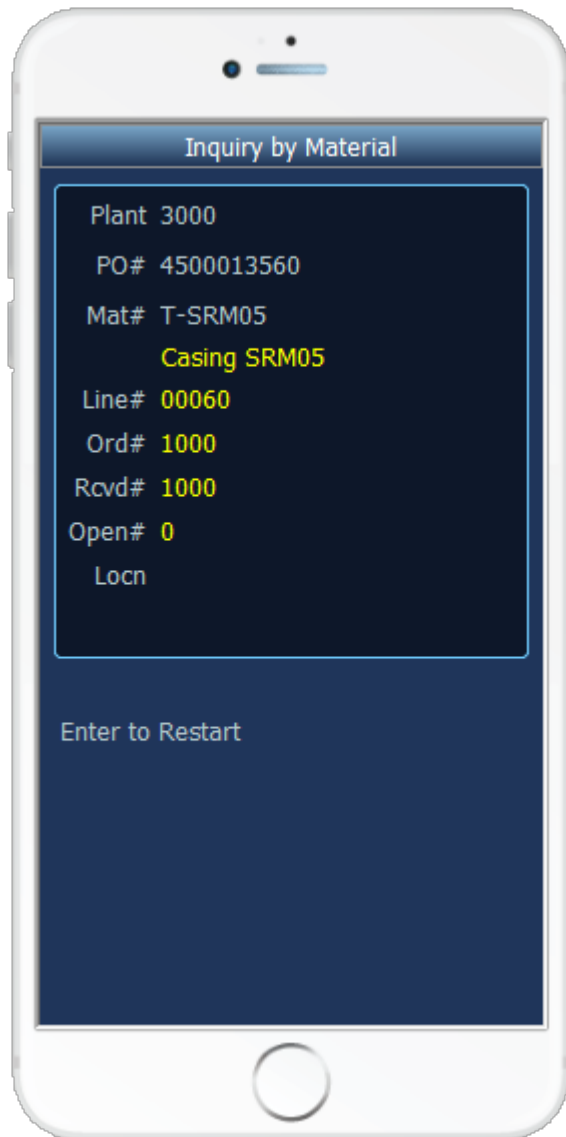 Inquiry by Material
Plant 3000
PO# 4500013560
Mat# T-SRM05
Casing SRM05
Line# 00060
Ord# 1000
Rcvd# 1000
Open# 0
Locn
Enter to Restart